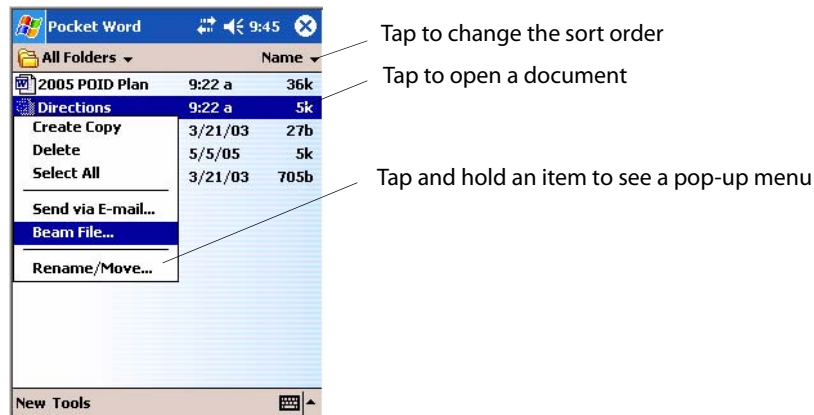 Pocket Word 9:45
All Folders Name
2005 POID Plan 9:22 a 36k
Directions 9:22 a 5k
Create Copy 3/21/03 27b
Delete 5/5/05 5k
Select All 3/21/03 705b
Send via E-mail...
Beam File...
Rename/Move...
New Tools
Tap to change the sort order
Tap to open a document
Tap and hold an item to see a pop-up menu